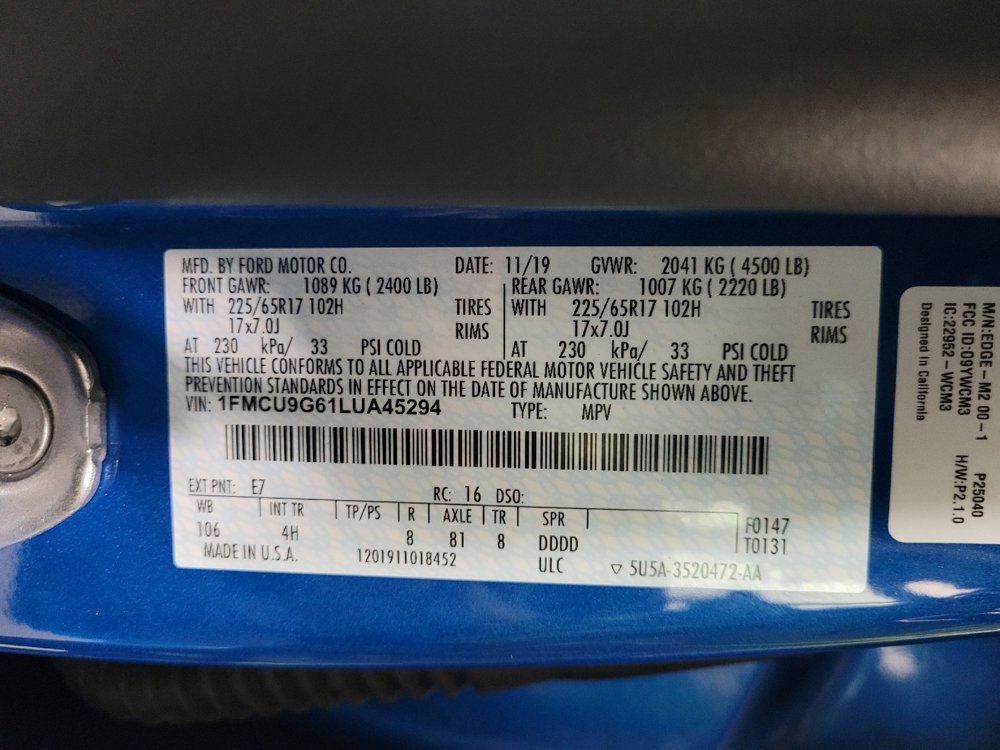 MFD. BY FORD MOTOR CO. DATE: 11/19 GVWR: 2041 KG ( 4500 LB)
FRONT GAWR: 1089 KG ( 2400 LB) REAR GAWR: 1007 KG ( 2220 LB)
WITH 225/65R17 102H TIRES WITH 225/65R17 102H TIRES
17x7.0J RIMS 17x7.0J RIMS
AT 230 kPa/ 33 PSI COLD AT 230 kPa/ 33 PSI COLD
THIS VEHICLE CONFORMS TO ALL APPLICABLE FEDERAL MOTOR VEHICLE SAFETY AND THEFT
PREVENTION STANDARDS IN EFFECT ON THE DATE OF MANUFACTURE SHOWN ABOVE.
VIN: 1FMCU9G61LUA45294 TYPE: MPV
EXT PNT: E7 RC: 16 DSO:
WB INT TR TP/PS R AXLE TR SPR F0147
106 4H 8 81 8 DDDD T0131
MADE IN U.S.A. 1201911018452 ULC ▽ 5U5A-3520472-AA
M/N:EDGE-M2 00-1 P25040
FCC ID:09YWCM3 H/W:P2.1.0
IC:22952-WCM3
Designed in California